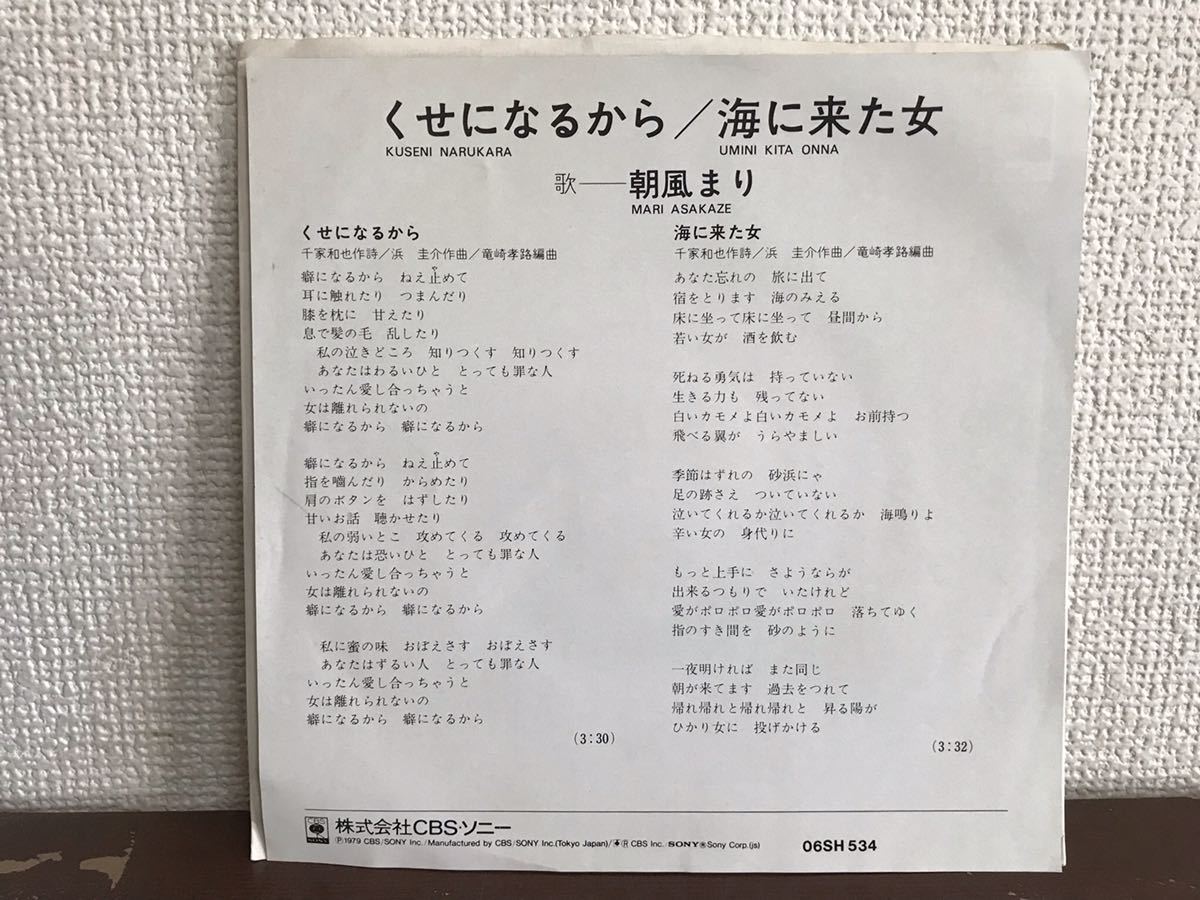 くせになるから／海に来た女
KUSENI NARUKARA UMINI KITA ONNA
歌――朝風まり
MARI ASAKAZE
くせになるから
千家和也作詩／浜　圭介作曲／竜崎孝路編曲
癖になるから　ねえ止めて
や
耳に触れたり　つまんだり
膝を枕に　甘えたり
息で髪の毛　乱したり
私の泣きどころ　知りつくす　知りつくす
あなたはわるいひと　とっても罪な人
いったん愛し合っちゃうと
女は離れられないの
癖になるから　癖になるから
癖になるから　ねえ止めて
や
指を嚙んだり　からめたり
肩のボタンを　はずしたり
甘いお話　聴かせたり
私の弱いとこ　攻めてくる　攻めてくる
あなたは恐いひと　とっても罪な人
いったん愛し合っちゃうと
女は離れられないの
癖になるから　癖になるから
私に蜜の味　おぼえさす　おぼえさす
あなたはずるい人　とっても罪な人
いったん愛し合っちゃうと
女は離れられないの
癖になるから　癖になるから
(3:30)
海に来た女
千家和也作詩／浜　圭介作曲／竜崎孝路編曲
あなた忘れの　旅に出て
宿をとります　海のみえる
床に坐って床に坐って　昼間から
若い女が　酒を飲む
死ねる勇気は　持っていない
生きる力も　残ってない
白いカモメよ白いカモメよ　お前持つ
飛べる翼が　うらやましい
季節はずれの　砂浜にゃ
足の跡さえ　ついていない
泣いてくれるか泣いてくれるか　海鳴りよ
辛い女の　身代りに
もっと上手に　さようならが
出来るつもりで　いたけれど
愛がボロボロ愛がボロボロ　落ちてゆく
指のすき間を　砂のように
一夜明ければ　また同じ
朝が来てます　過去をつれて
帰れ帰れと帰れ帰れと　昇る陽が
ひかり女に　投げかける
(3:32)
CBS
SONY
株式会社CBS・ソニー
Ⓟ1979 CBS/SONY Inc./Manufactured by CBS/SONY Inc.(Tokyo Japan)/ Ⓡ CBS Inc./SONY®Sony Corp.(js)
06SH 534